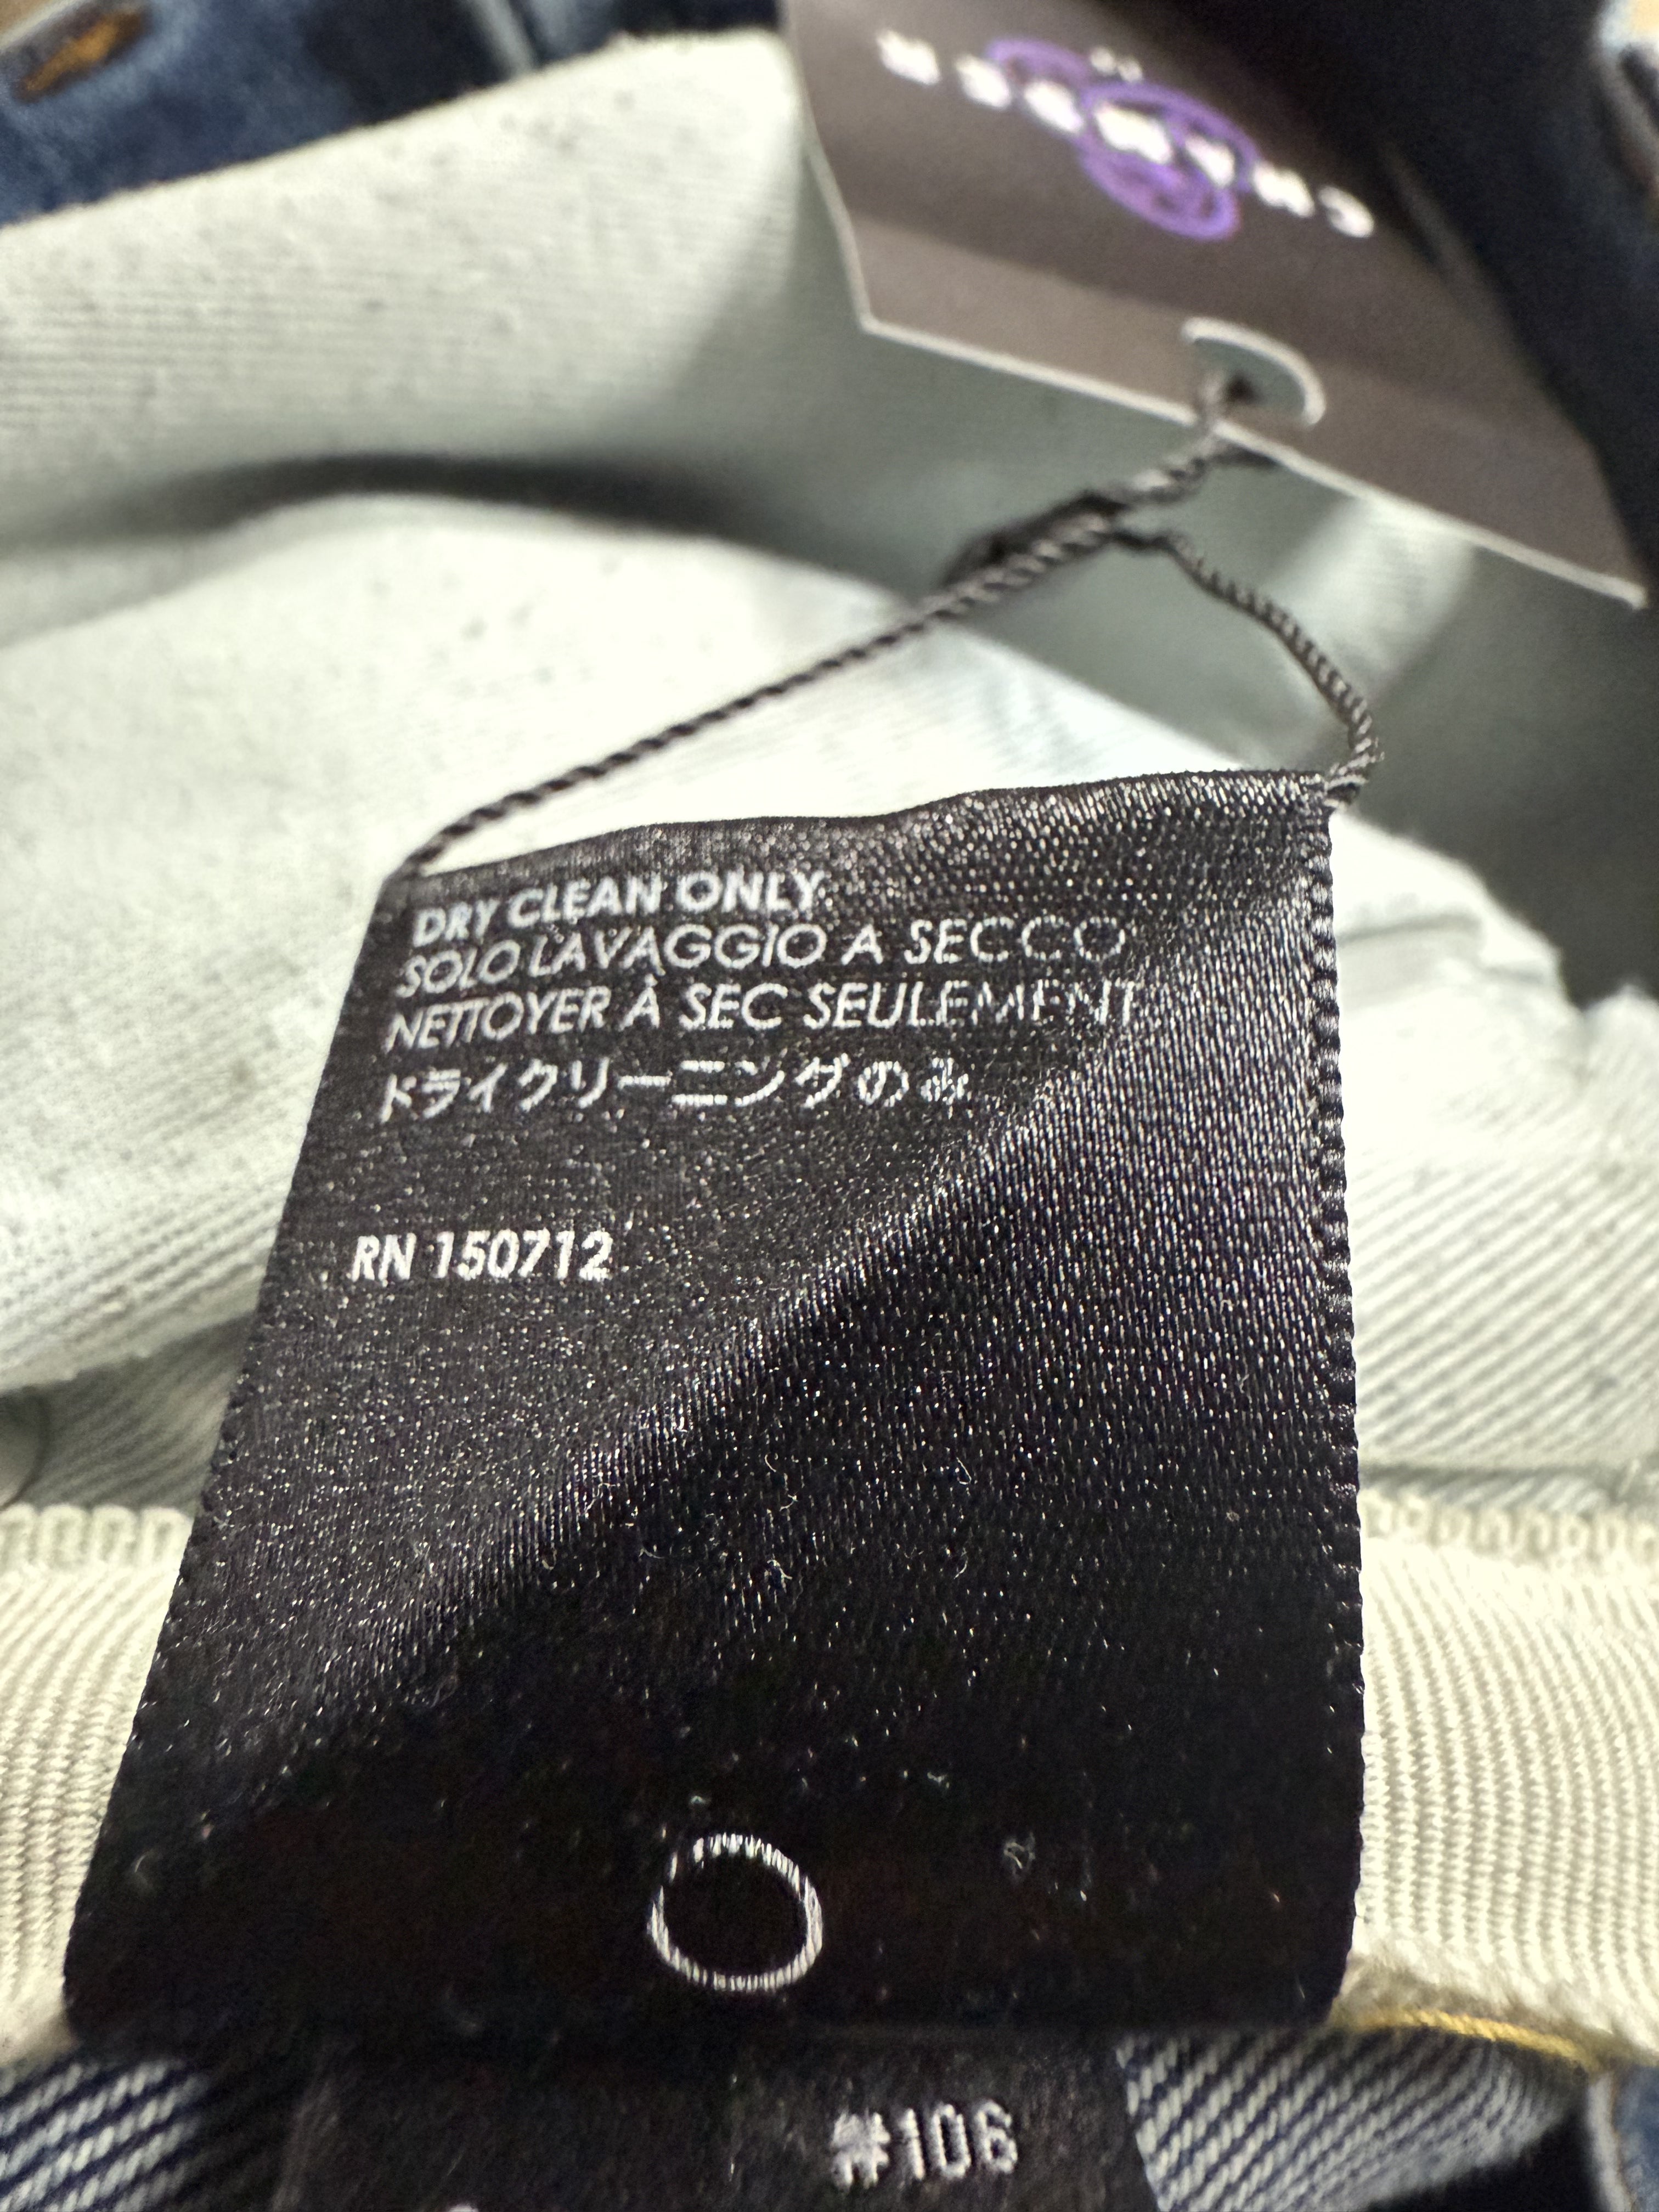 DRY CLEAN ONLY
SOLO LAVAGGIO A SECCO
NETTOYER À SEC SEULEMENT
ドライクリーニングのみ
RN 150712
#106